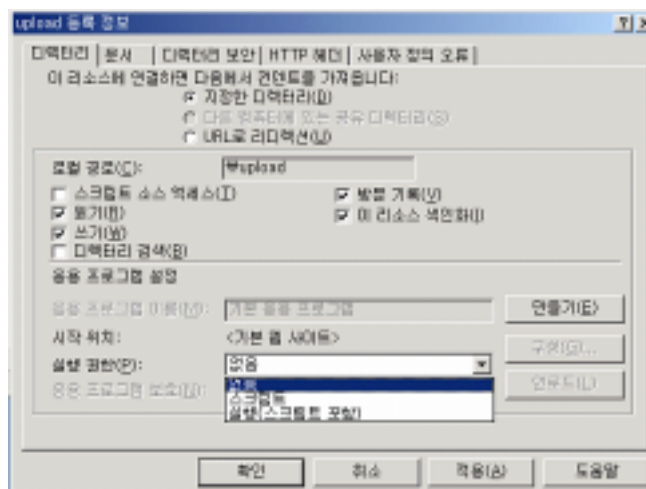 upload 등록 정보
디렉터리 문서 디렉터리 보안 HTTP 헤더 사용자 정의 오류
이 리소스에 연결하면 다음에서 컨텐트를 가져옵니다:
지정한 디렉터리(D)
다른 컴퓨터에 있는 공유 디렉터리(S)
URL로 리디렉션(U)
로컬 경로(C): ₩upload
스크립트 소스 액세스(T) 방문 기록(V)
읽기(R) 이 리소스 색인화(I)
쓰기(W)
디렉터리 검색(B)
응용 프로그램 설정
응용 프로그램 이름(M): 기본 응용 프로그램 만들기(E)
시작 위치: <기본 웹 사이트>
구성(G)...
실행 권한(P): 없음
없음
응용 프로그램 보호(N): 스크립트 언로드(L)
실행(스크립트 포함)
확인 취소 적용(A) 도움말